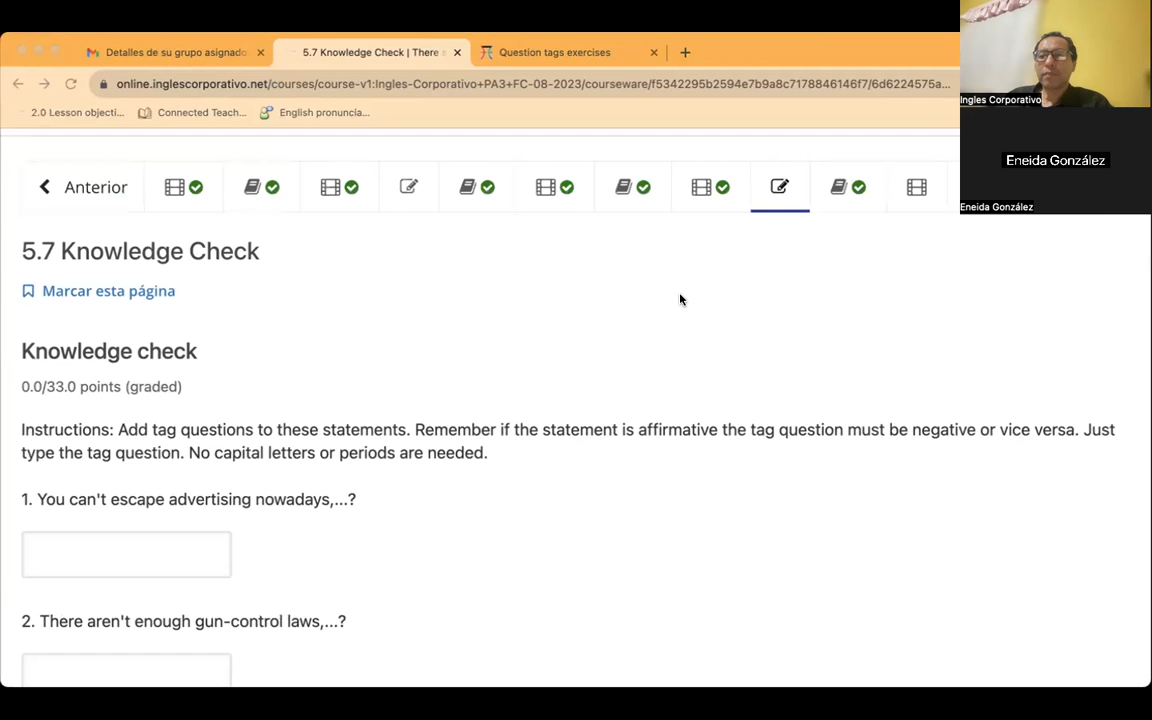 Detalles de su grupo asignado
5.7 Knowledge Check | There
Question tags exercises
online.inglescorporativo.net/courses/course-v1:Ingles-Corporativo+PA3+FC-08-2023/courseware/f5342295b2594e7b9a8c7178846146f7/6d6224575a...
2.0 Lesson objecti...
Connected Teach...
English pronuncia...
Ingles Corporativo
Eneida González
Eneida González
Anterior
5.7 Knowledge Check
Marcar esta página
Knowledge check
0.0/33.0 points (graded)
Instructions: Add tag questions to these statements. Remember if the statement is affirmative the tag question must be negative or vice versa. Just
type the tag question. No capital letters or periods are needed.
1. You can't escape advertising nowadays,...?
2. There aren't enough gun-control laws,...?